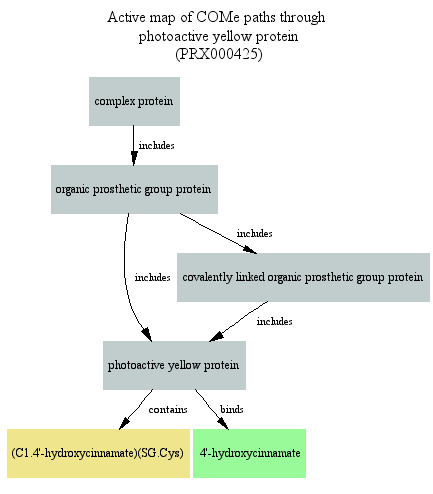 Active map of COMe paths through
photoactive yellow protein
(PRX000425)
complex protein
includes
organic prosthetic group protein
includes
covalently linked organic prosthetic group protein
includes
includes
photoactive yellow protein
contains
binds
(C1.4'-hydroxycinnamate)(SG.Cys)
4'-hydroxycinnamate